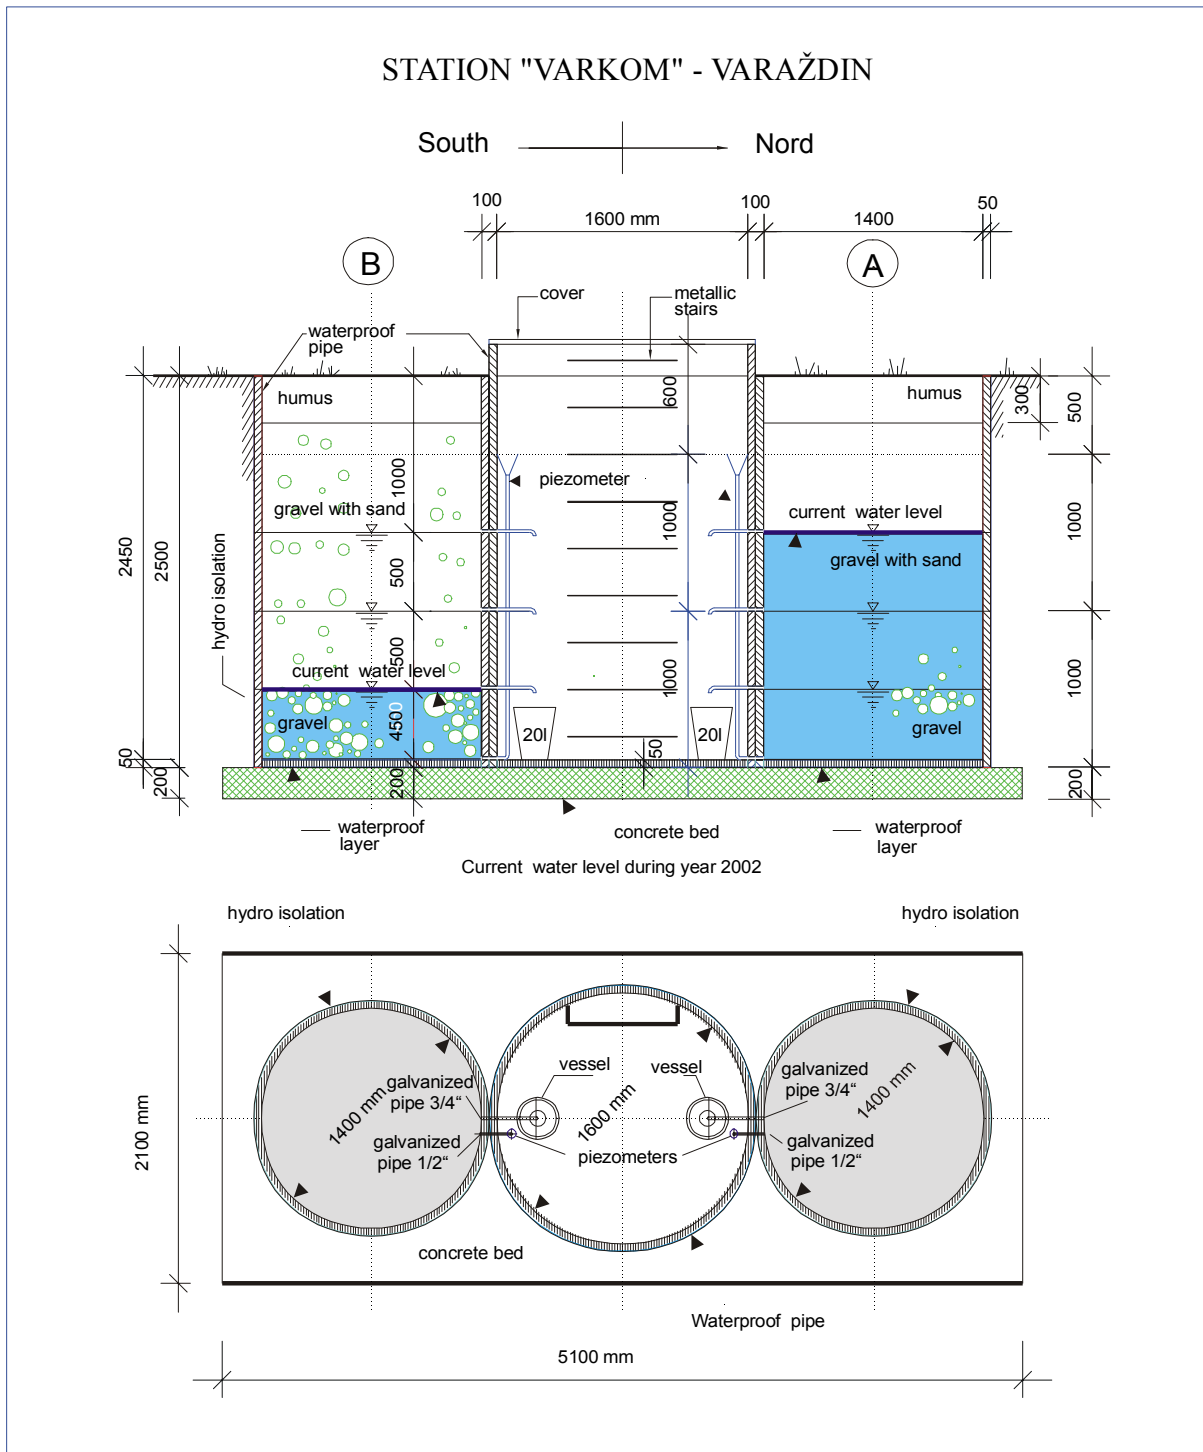 STATION "VARKOM" - VARAŽDIN
South
Nord
100
1600 mm
100
1400
50
B
A
cover
metallic
stairs
waterproof
pipe
humus
humus
600
300
500
1000
piezometer
gravel with sand
current water level
1000
1000
gravel with sand
2450
2500
hydro isolation
500
500
current water level
1000
1000
gravel
4500
20l
20l
gravel
50
50
200
200
200
waterproof
layer
concrete bed
waterproof
layer
Current water level during year 2002
hydro isolation
hydro isolation
vessel
vessel
galvanized
pipe 3/4“
galvanized
pipe 3/4“
1400 mm
1600 mm
1400 mm
galvanized
pipe 1/2“
piezometers
galvanized
pipe 1/2“
2100 mm
concrete bed
Waterproof pipe
5100 mm